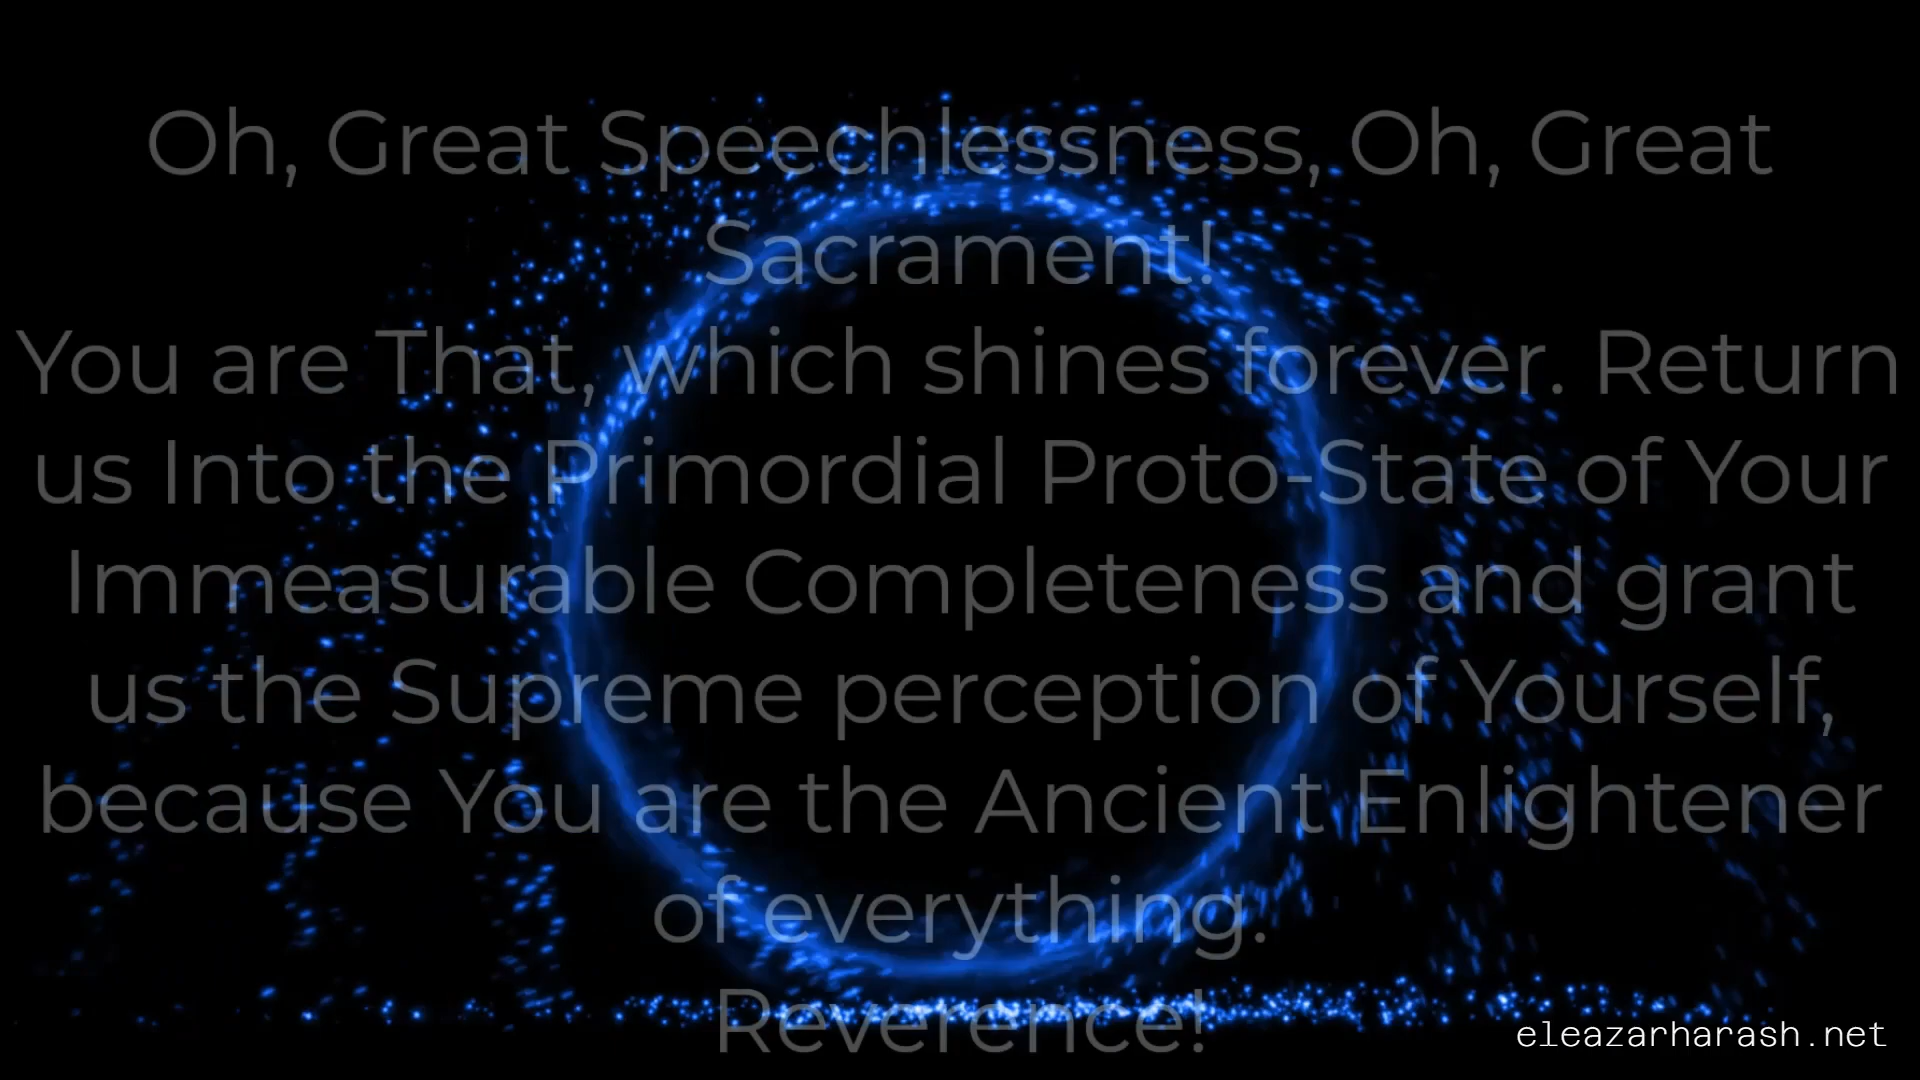 Oh, Great Speechlessness, Oh, Great
Sacrament!
You are That, which shines forever. Return
us Into the Primordial Proto-State of Your
Immeasurable Completeness and grant
us the Supreme perception of Yourself,
because You are the Ancient Enlightener
of everything.
Reverence!
eleazarharash.net